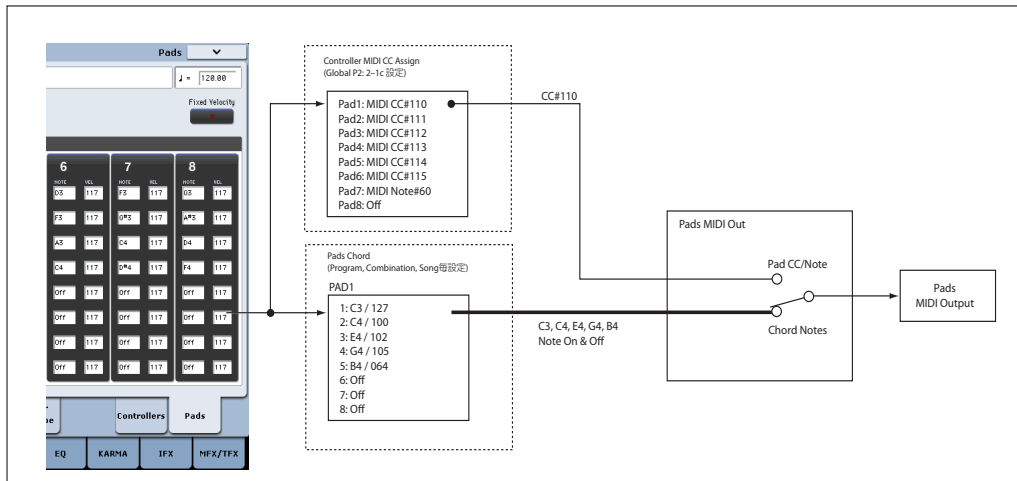 Pads
♩ = 120.00
Fixed Velocity
6 7 8
NOTE VEL NOTE VEL NOTE VEL
D3 117 F3 117 G3 117
F3 117 G#3 117 A#3 117
A3 117 C4 117 D4 117
C4 117 D#4 117 F4 117
Off 117 Off 117 Off 117
Off 117 Off 117 Off 117
Off 117 Off 117 Off 117
Off 117 Off 117 Off 117
Controllers Pads
EQ KARMA IFX MFX/TFX
Controller MIDI CC Assign
(Global P2: 2–1c 設定)
Pad1: MIDI CC#110
Pad2: MIDI CC#111
Pad3: MIDI CC#112
Pad4: MIDI CC#113
Pad5: MIDI CC#114
Pad6: MIDI CC#115
Pad7: MIDI Note#60
Pad8: Off
CC#110
Pads Chord
(Program, Combination, Song毎設定)
PAD1
1: C3 / 127
2: C4 / 100
3: E4 / 102
4: G4 / 105
5: B4 / 064
6: Off
7: Off
8: Off
C3, C4, E4, G4, B4
Note On & Off
Pads MIDI Out
Pad CC/Note
Chord Notes
Pads
MIDI Output